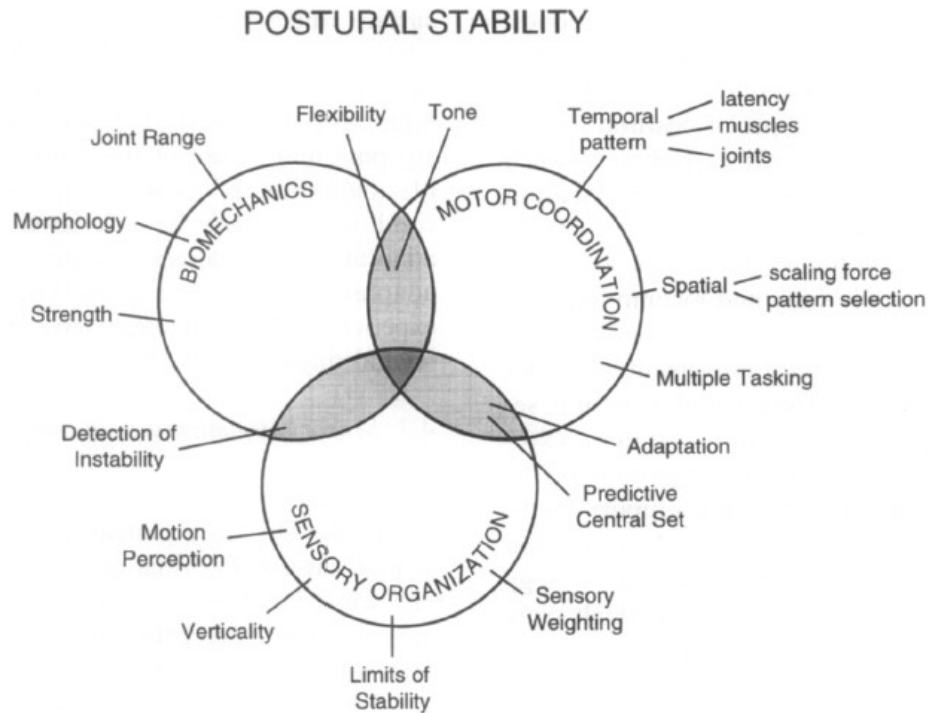 POSTURAL STABILITY
Flexibility
Tone
Temporal
pattern
latency
muscles
joints
Joint Range
BIOMECHANICS
MOTOR COORDINATION
Morphology
Spatial
scaling force
pattern selection
Strength
Multiple Tasking
Detection of
Instability
Adaptation
Predictive
Central Set
Motion
Perception
SENSORY ORGANIZATION
Sensory
Weighting
Verticality
Limits of
Stability